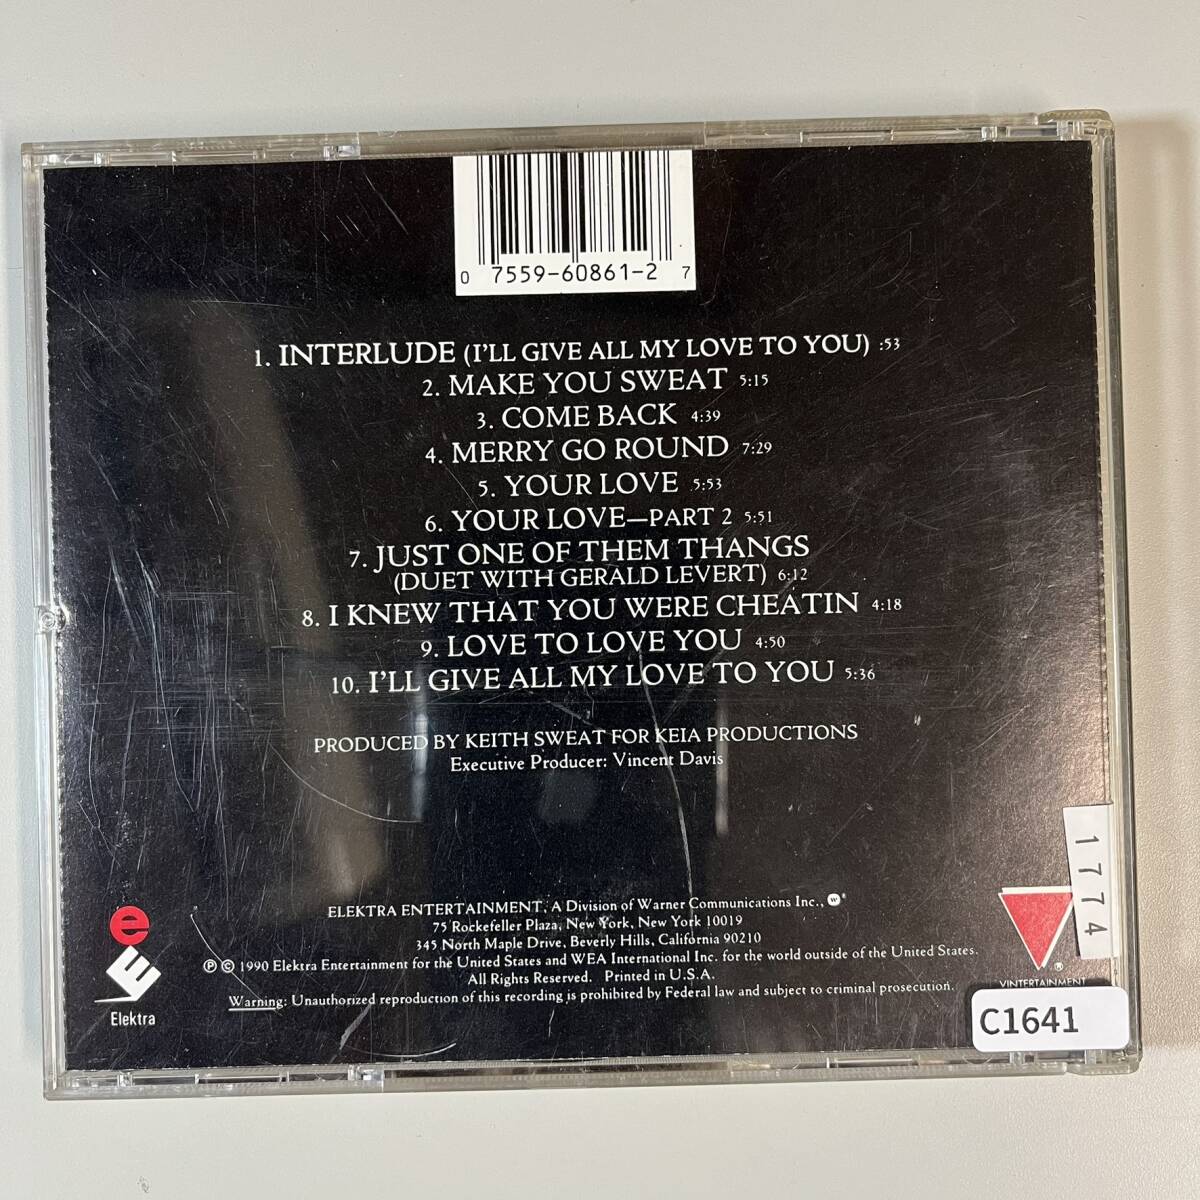 0 7559-60861-2 7
1. INTERLUDE (I'LL GIVE ALL MY LOVE TO YOU) :53
2. MAKE YOU SWEAT 5:15
3. COME BACK 4:39
4. MERRY GO ROUND 7:29
5. YOUR LOVE 5:53
6. YOUR LOVE—PART 2 5:51
7. JUST ONE OF THEM THANGS
(DUET WITH GERALD LEVERT) 6:12
8. I KNEW THAT YOU WERE CHEATIN 4:18
9. LOVE TO LOVE YOU 4:50
10. I'LL GIVE ALL MY LOVE TO YOU 5:36
PRODUCED BY KEITH SWEAT FOR KEIA PRODUCTIONS
Executive Producer: Vincent Davis
1774
ELEKTRA ENTERTAINMENT, A Division of Warner Communications Inc., W ®
75 Rockefeller Plaza, New York, New York 10019
345 North Maple Drive, Beverly Hills, California 90210
℗ © 1990 Elektra Entertainment for the United States and WEA International Inc. for the world outside of the United States.
All Rights Reserved. Printed in U.S.A.
Warning: Unauthorized reproduction of this recording is prohibited by Federal law and subject to criminal prosecution.
e
E
Elektra
®
VINTERTAINMENT
C1641